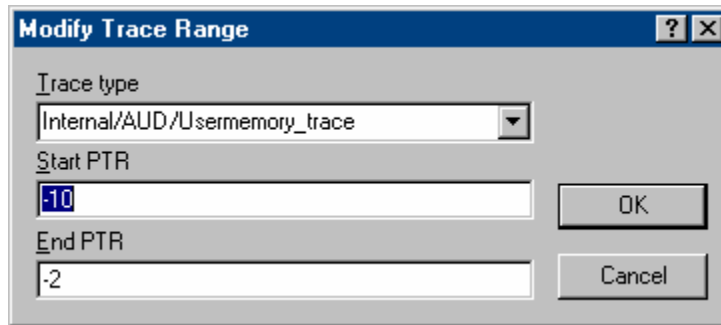 Modify Trace Range
Trace type
Internal/AUD/Usermemory_trace
Start PTR
-10
OK
End PTR
-2
Cancel